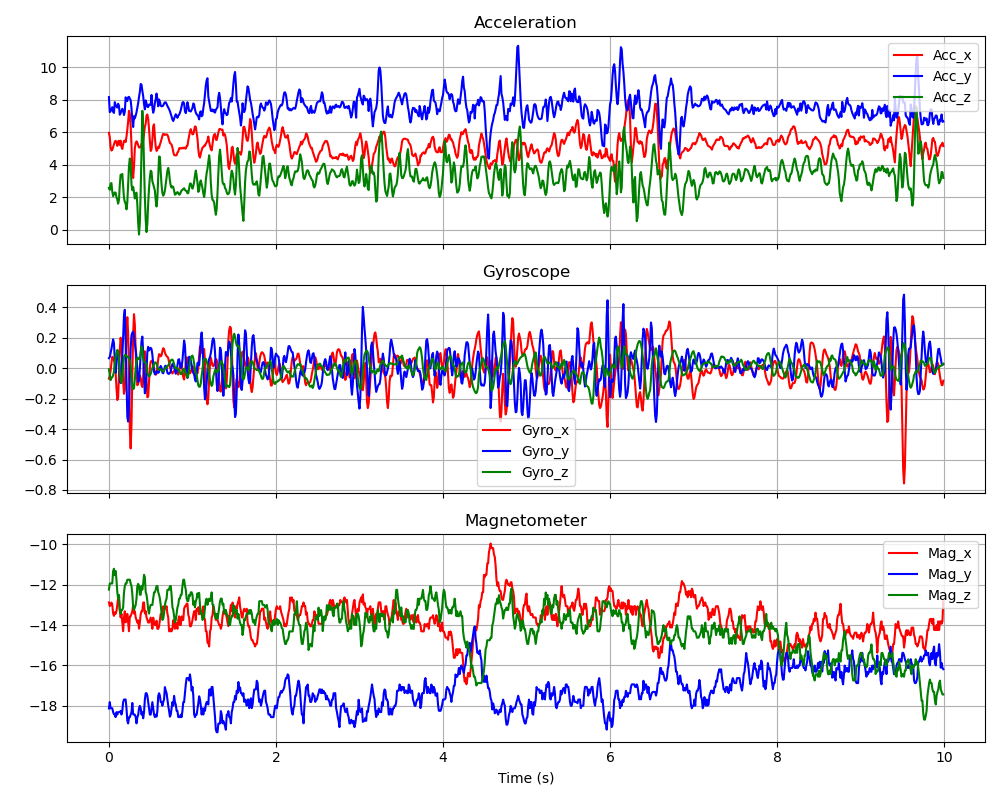 Acceleration
10
8
6
4
2
0
Acc_x
Acc_y
Acc_z
Gyroscope
0.4
0.2
0.0
−0.2
−0.4
−0.6
−0.8
Gyro_x
Gyro_y
Gyro_z
Magnetometer
−10
−12
−14
−16
−18
Mag_x
Mag_y
Mag_z
0 2 4 6 8 10
Time (s)